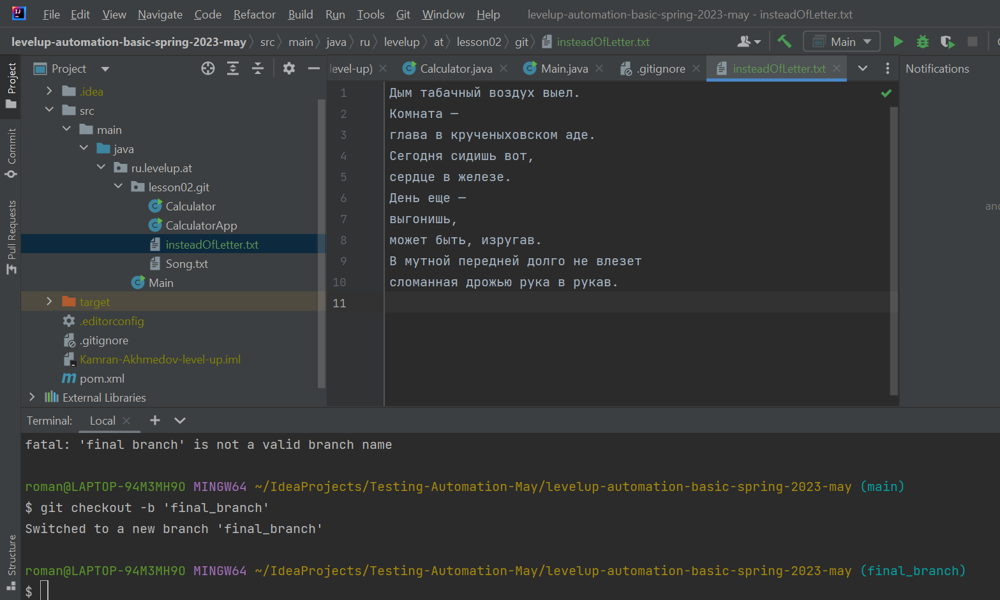 File Edit View Navigate Code Refactor Build Run Tools Git Window Help levelup-automation-basic-spring-2023-may - insteadOfLetter.txt
levelup-automation-basic-spring-2023-may src main java ru levelup at lesson02 git insteadOfLetter.txt Main
Project
level-up) Calculator.java Main.java .gitignore insteadOfLetter.txt
Notifications
Project
Commit
Pull Requests
Structure
.idea
src
main
java
ru.levelup.at
lesson02.git
Calculator
CalculatorApp
insteadOfLetter.txt
Song.txt
Main
target
.editorconfig
.gitignore
Kamran-Akhmedov-level-up.iml
pom.xml
External Libraries
1 Дым табачный воздух выел.
2 Комната —
3 глава в крученыховском аде.
4 Сегодня сидишь вот,
5 сердце в железе.
6 День еще —
7 выгонишь,
8 может быть, изругав.
9 В мутной передней долго не влезет
10 сломанная дрожью рука в рукав.
11
Terminal: Local
fatal: 'final branch' is not a valid branch name
roman@LAPTOP-94M3MH9O MINGW64 ~/IdeaProjects/Testing-Automation-May/levelup-automation-basic-spring-2023-may (main)
$ git checkout -b 'final_branch'
Switched to a new branch 'final_branch'
roman@LAPTOP-94M3MH9O MINGW64 ~/IdeaProjects/Testing-Automation-May/levelup-automation-basic-spring-2023-may (final_branch)
$